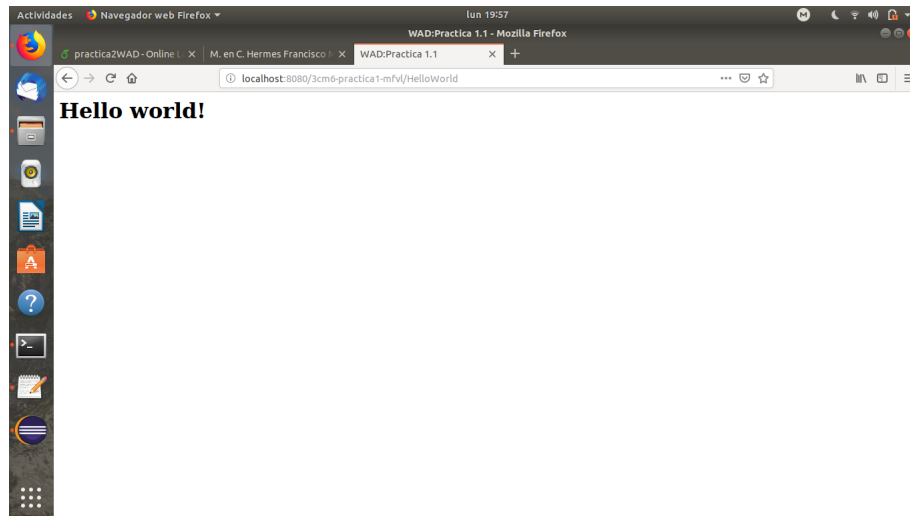 Actividades Navegador web Firefox lun 19:57
WAD:Practica 1.1 - Mozilla Firefox
practica2WAD - Online L M. en C. Hermes Francisco WAD:Practica 1.1
localhost:8080/3cm6-practica1-mfvl/HelloWorld
Hello world!